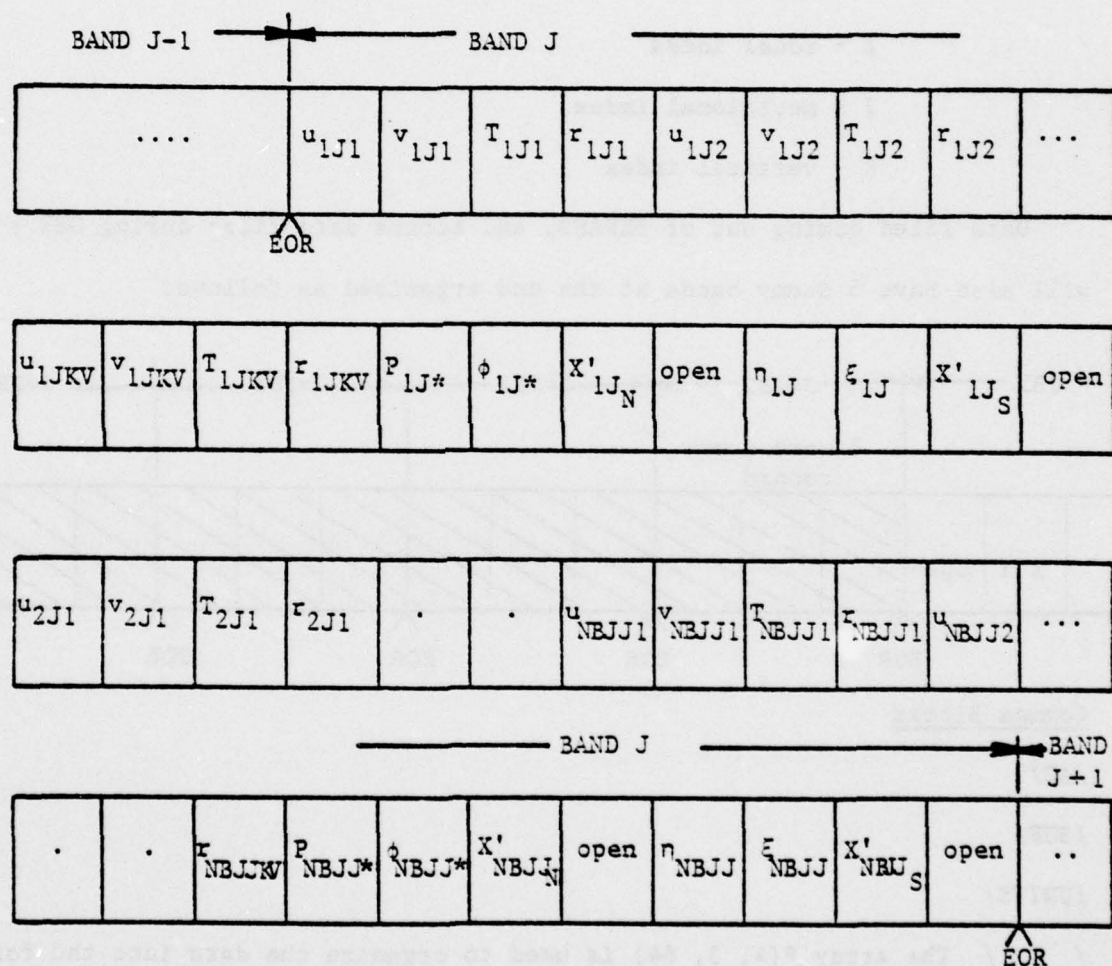 BAND J-1 BAND J
.... u1J1 v1J1 T1J1 r1J1 u1J2 v1J2 T1J2 r1J2 ...
EOR
u1JKV v1JKV T1JKV r1JKV P1J* φ1J* X'1JN open η1J ξ1J X'1JS open
u2J1 v2J1 T2J1 r2J1 . . uNBJJ1 vNBJJ1 TNBJJ1 rNBJJ1 uNBJJ2 ...
BAND J BAND
J+1
. . rNBJJKV PNBJJ* φNBJJ* X'NBJJN open ηNBJJ ξNBJJ open ..
EOR